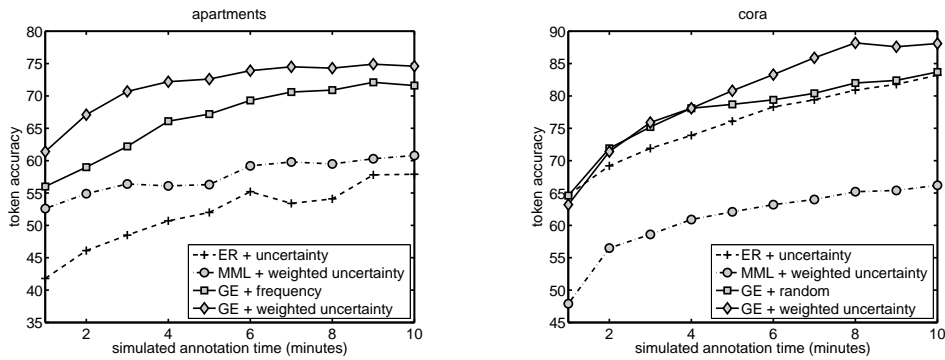 apartments
80
75
70
65
60
55
50
45
40
35
2 4 6 8 10
token accuracy
simulated annotation time (minutes)
ER + uncertainty
MML + weighted uncertainty
GE + frequency
GE + weighted uncertainty
cora
90
85
80
75
70
65
60
55
50
45
2 4 6 8 10
token accuracy
simulated annotation time (minutes)
ER + uncertainty
MML + weighted uncertainty
GE + random
GE + weighted uncertainty